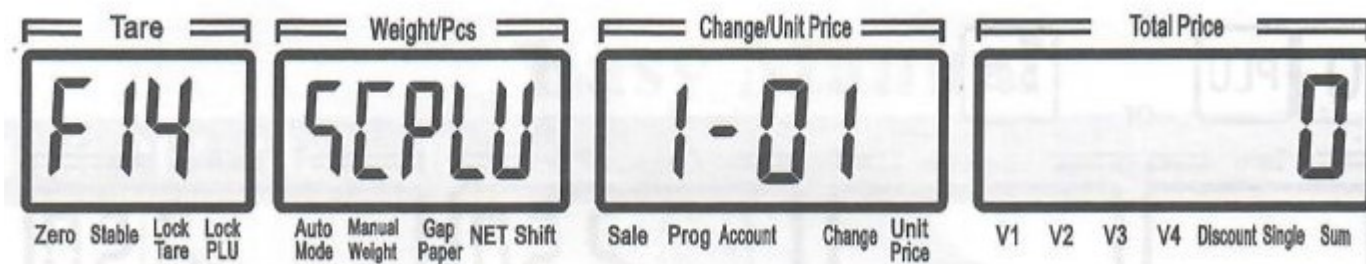 Tare Weight/Pcs Change/Unit Price Total Price
F14 SCPLU 1-01 0
Zero Stable Lock Tare Lock PLU Auto Mode Manual Weight Gap Paper NET Shift Sale Prog Account Change Unit Price V1 V2 V3 V4 Discount Single Sum